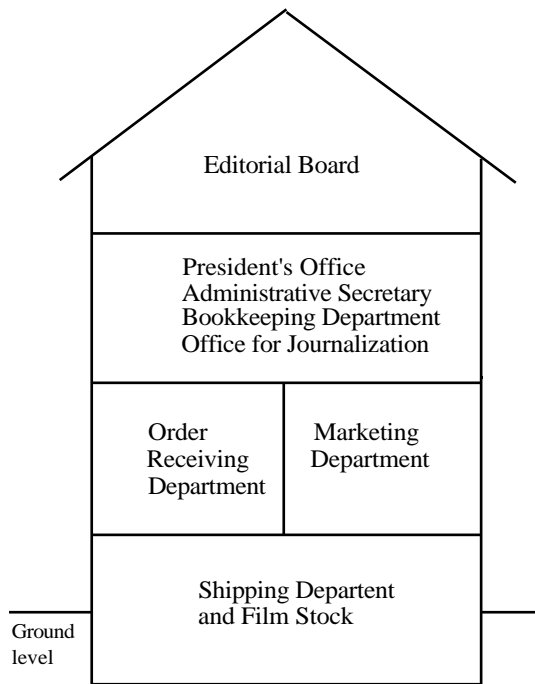 Editorial Board
President's Office
Administrative Secretary
Bookkeeping Department
Office for Journalization
Order
Receiving
Department
Marketing
Department
Shipping Departent
and Film Stock
Ground
level